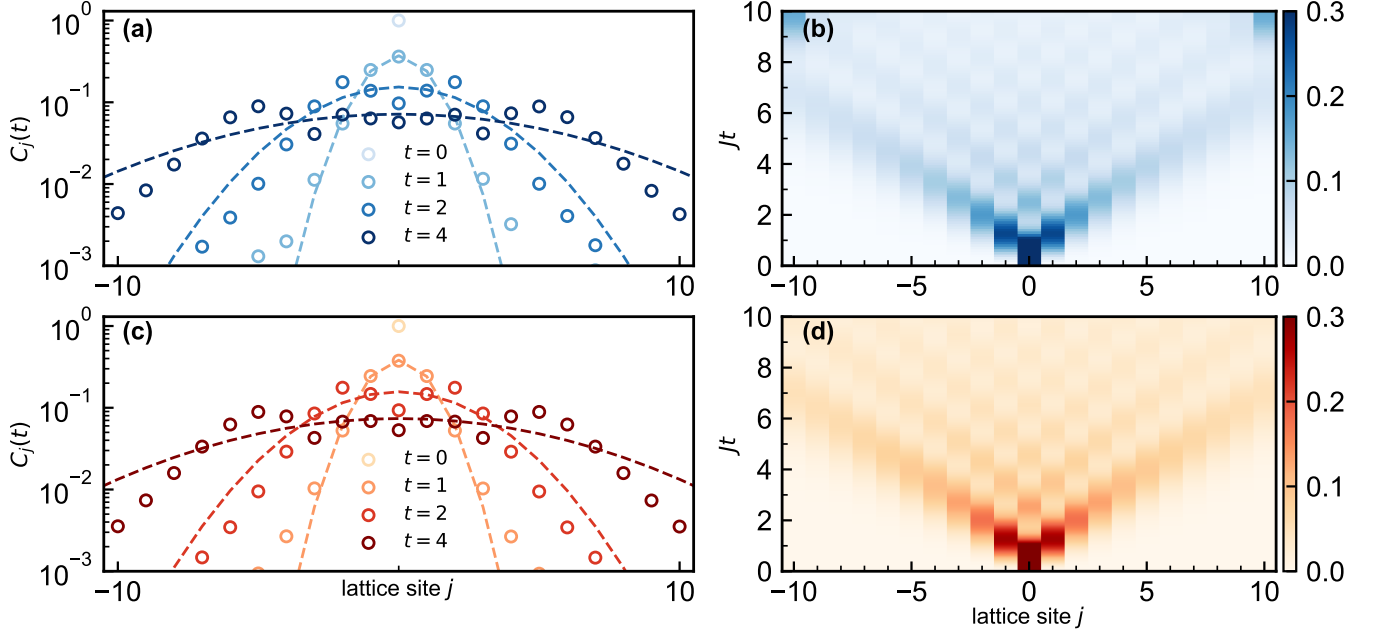 (a)
C_j(t)
10^0
10^−1
10^−2
10^−3
t = 0
t = 1
t = 2
t = 4
−10
10
(b)
Jt
10
8
6
4
2
0
−10
−5
0
5
10
0.3
0.2
0.1
0.0
(c)
C_j(t)
10^0
10^−1
10^−2
10^−3
t = 0
t = 1
t = 2
t = 4
−10
lattice site j
10
(d)
Jt
10
8
6
4
2
0
−10
−5
0
5
10
lattice site j
0.3
0.2
0.1
0.0